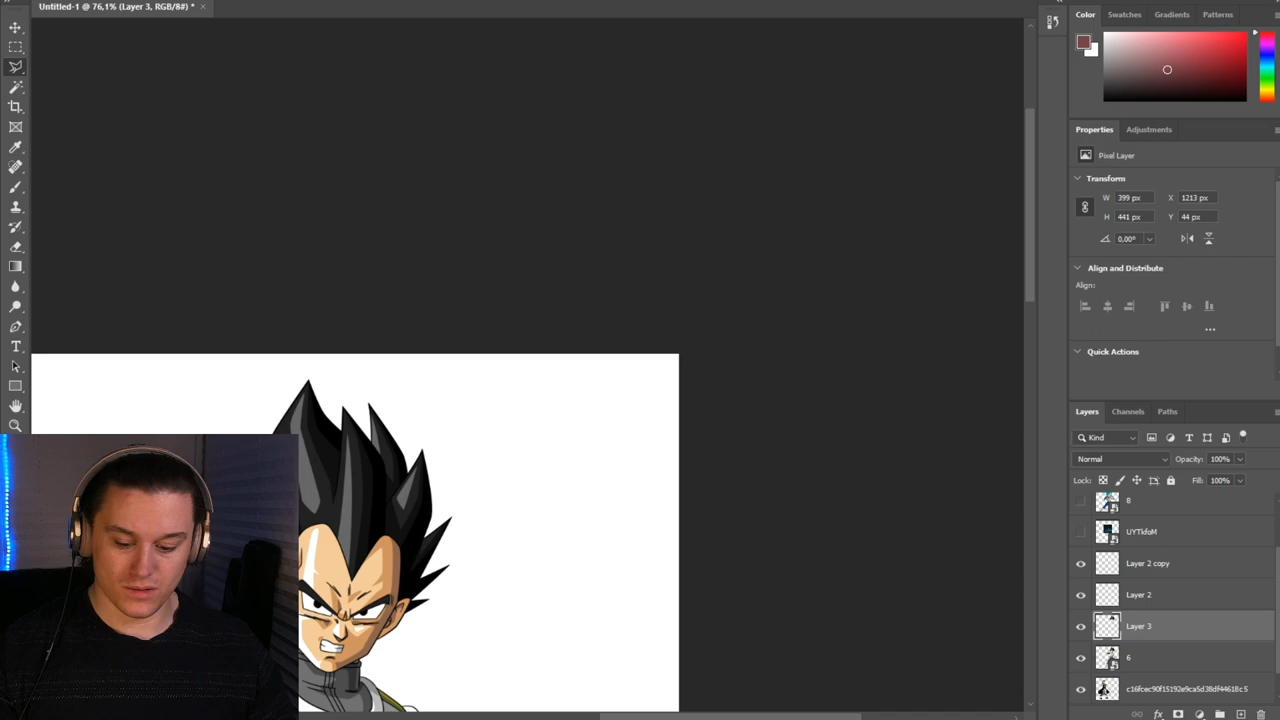 Untitled-1 @ 76,1% (Layer 3, RGB/8#) *
Color Swatches Gradients Patterns
Properties Adjustments
Pixel Layer
Transform
W 399 px X 1213 px
H 441 px Y 44 px
0,00°
Align and Distribute
Align:
Quick Actions
Layers Channels Paths
Kind
Normal Opacity: 100%
Lock: Fill: 100%
8
UYTkfoM
Layer 2 copy
Layer 2
Layer 3
6
c16fcec90f15192e9ca5d38df44618c5